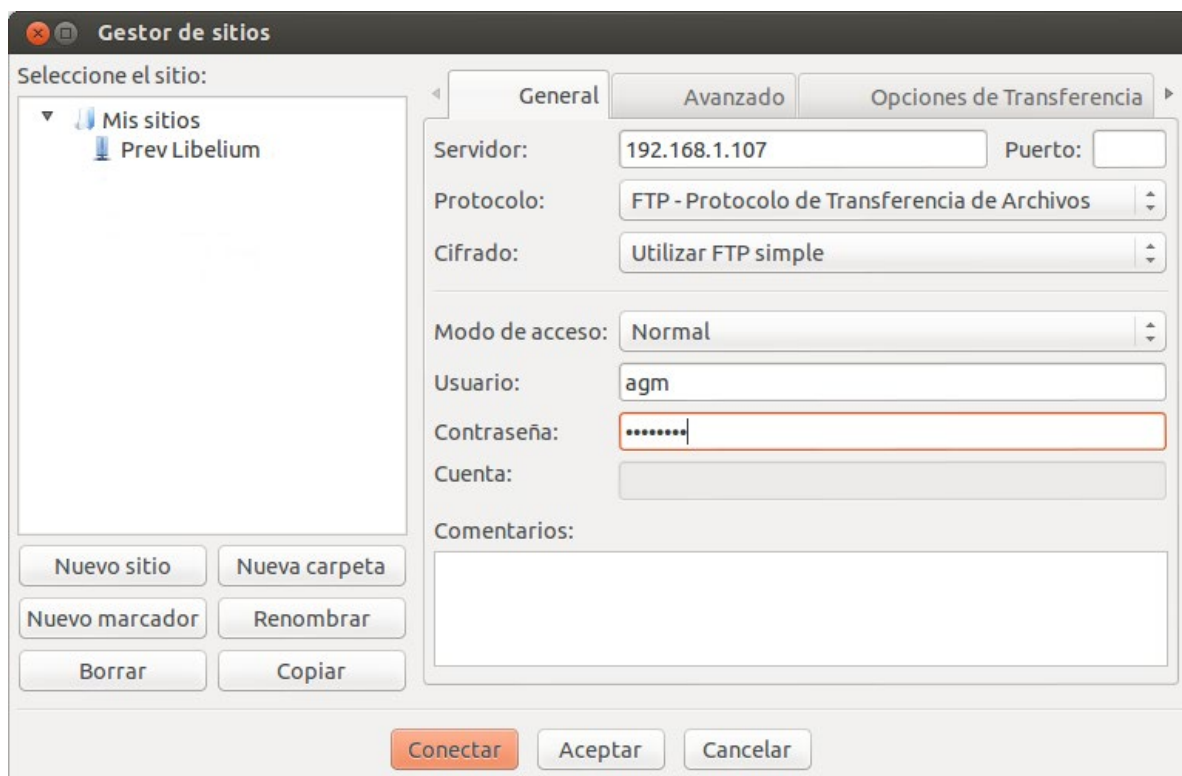 Gestor de sitios
Seleccione el sitio:
Mis sitios
Prev Libelium
Nuevo sitio
Nueva carpeta
Nuevo marcador
Renombrar
Borrar
Copiar
General
Avanzado
Opciones de Transferencia
Servidor: 192.168.1.107 Puerto:
Protocolo: FTP - Protocolo de Transferencia de Archivos
Cifrado: Utilizar FTP simple
Modo de acceso: Normal
Usuario: agm
Contraseña: ••••••••
Cuenta:
Comentarios:
Conectar
Aceptar
Cancelar